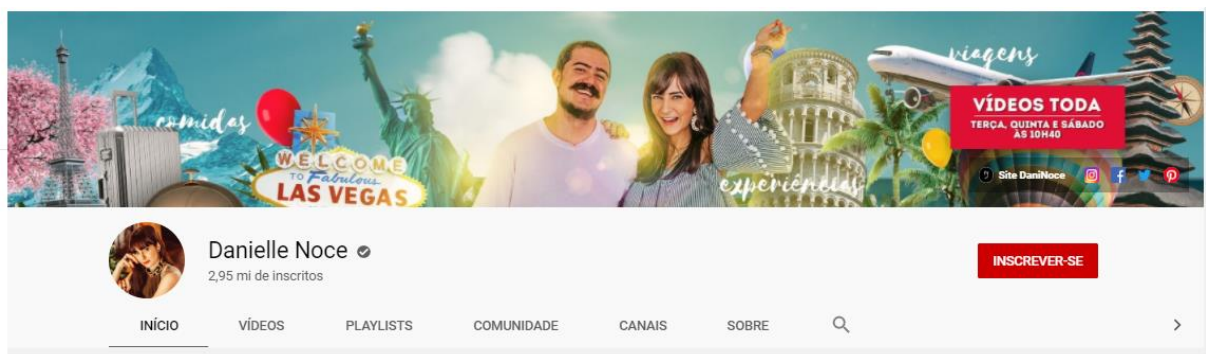 comidas
WELCOME
TO Fabulous
LAS VEGAS
experiências
viagens
VÍDEOS TODA
TERÇA, QUINTA E SÁBADO
ÀS 10H40
Site DaniNoce
Danielle Noce
2,95 mi de inscritos
INSCREVER-SE
INÍCIO VÍDEOS PLAYLISTS COMUNIDADE CANAIS SOBRE